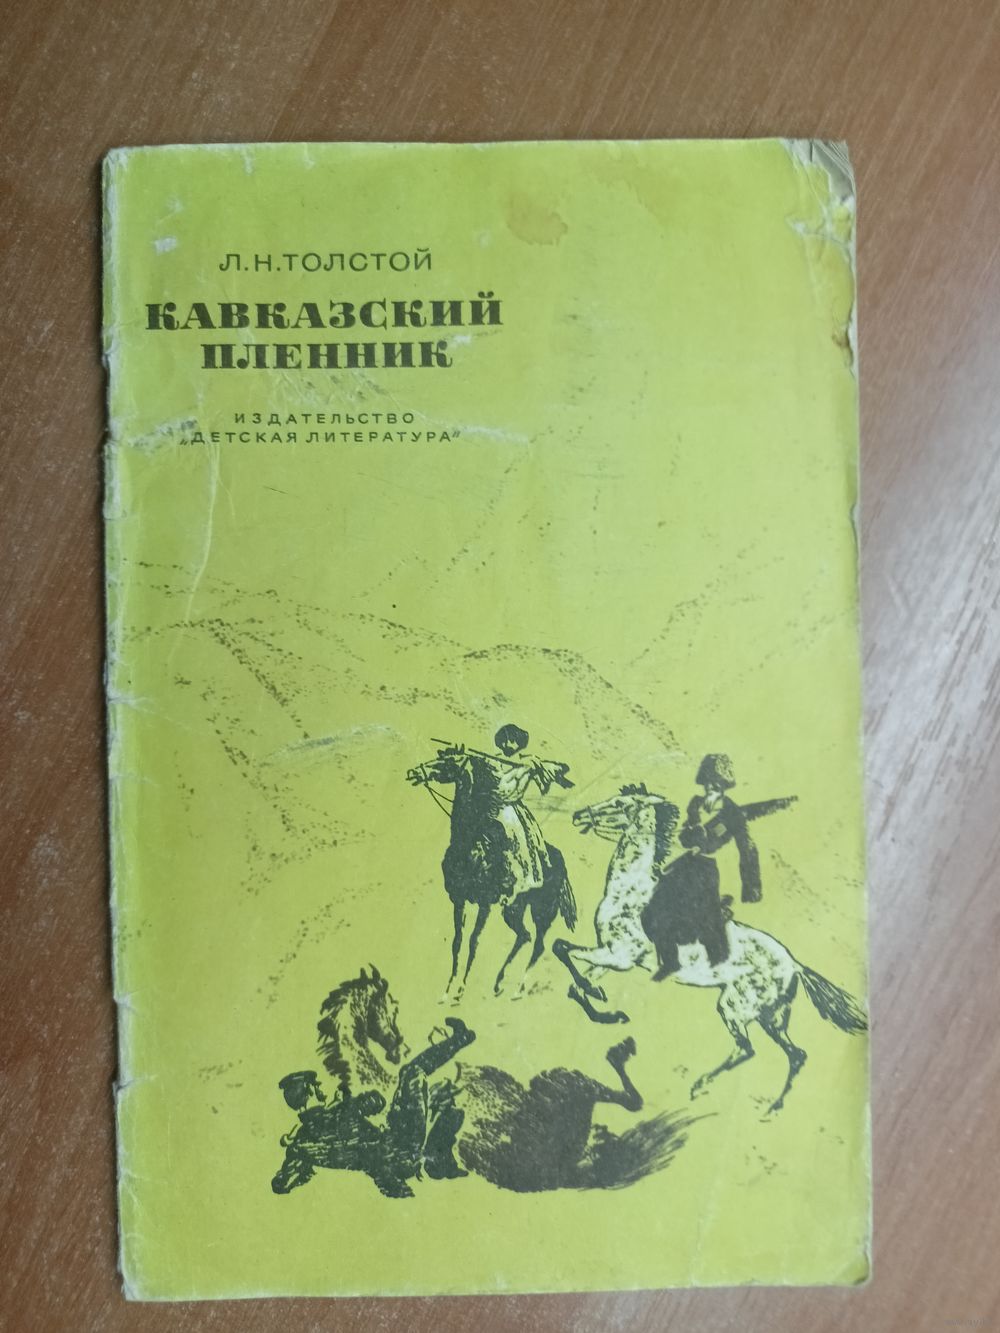 Л.Н.ТОЛСТОЙ
КАВКАЗСКИЙ
ПЛЕННИК
ИЗДАТЕЛЬСТВО
„ДЕТСКАЯ ЛИТЕРАТУРА"